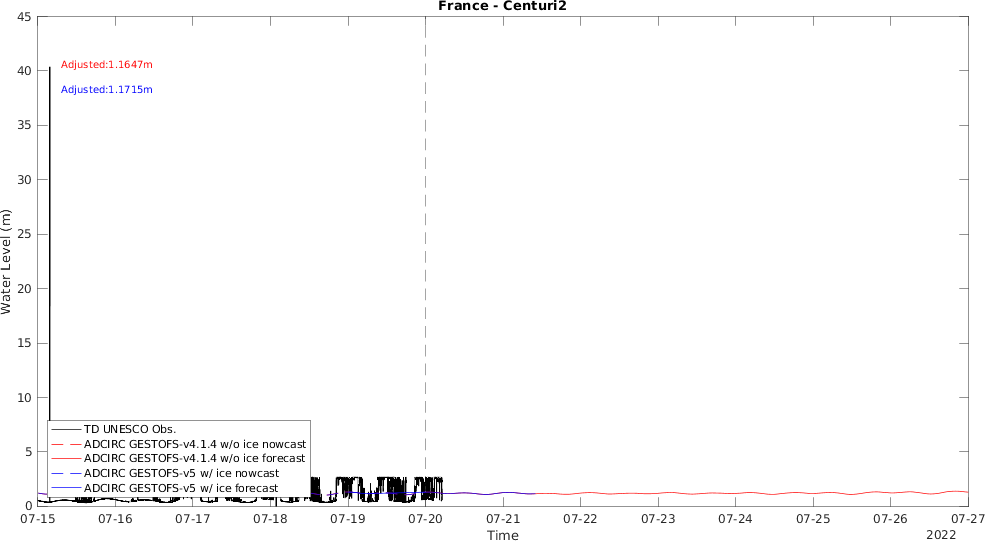 France - Centuri2
Adjusted:1.1647m
Adjusted:1.1715m
Water Level (m)
45
40
35
30
25
20
15
10
5
0
TD UNESCO Obs.
ADCIRC GESTOFS-v4.1.4 w/o ice nowcast
ADCIRC GESTOFS-v4.1.4 w/o ice forecast
ADCIRC GESTOFS-v5 w/ ice nowcast
ADCIRC GESTOFS-v5 w/ ice forecast
07-15 07-16 07-17 07-18 07-19 07-20 07-21 07-22 07-23 07-24 07-25 07-26 07-27
Time
2022